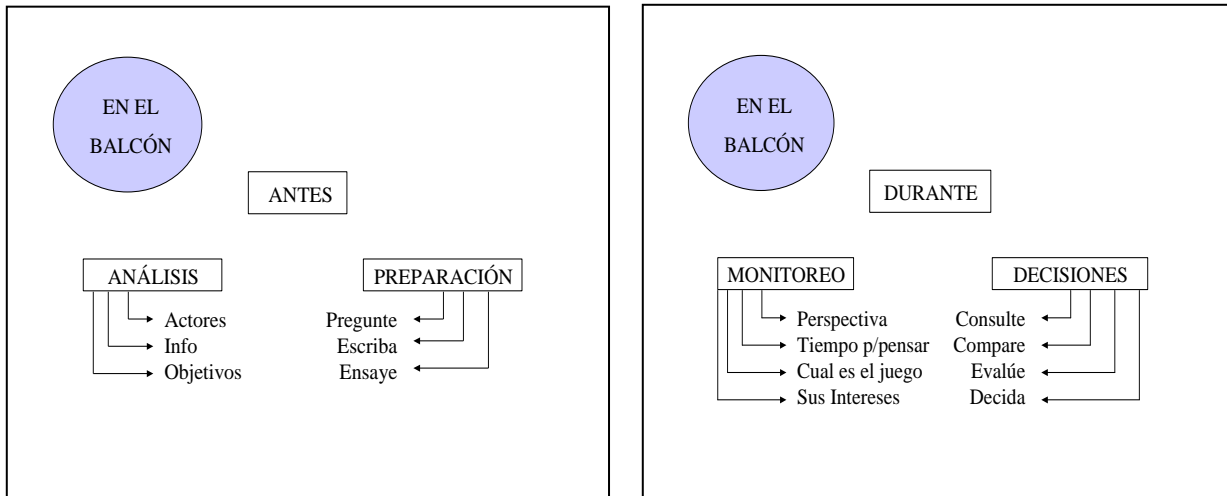 EN EL
BALCÓN
ANTES
ANÁLISIS
Actores
Info
Objetivos
PREPARACIÓN
Pregunte
Escriba
Ensaye
EN EL
BALCÓN
DURANTE
MONITOREO
Perspectiva
Tiempo p/pensar
Cual es el juego
Sus Intereses
DECISIONES
Consulte
Compare
Evalúe
Decida